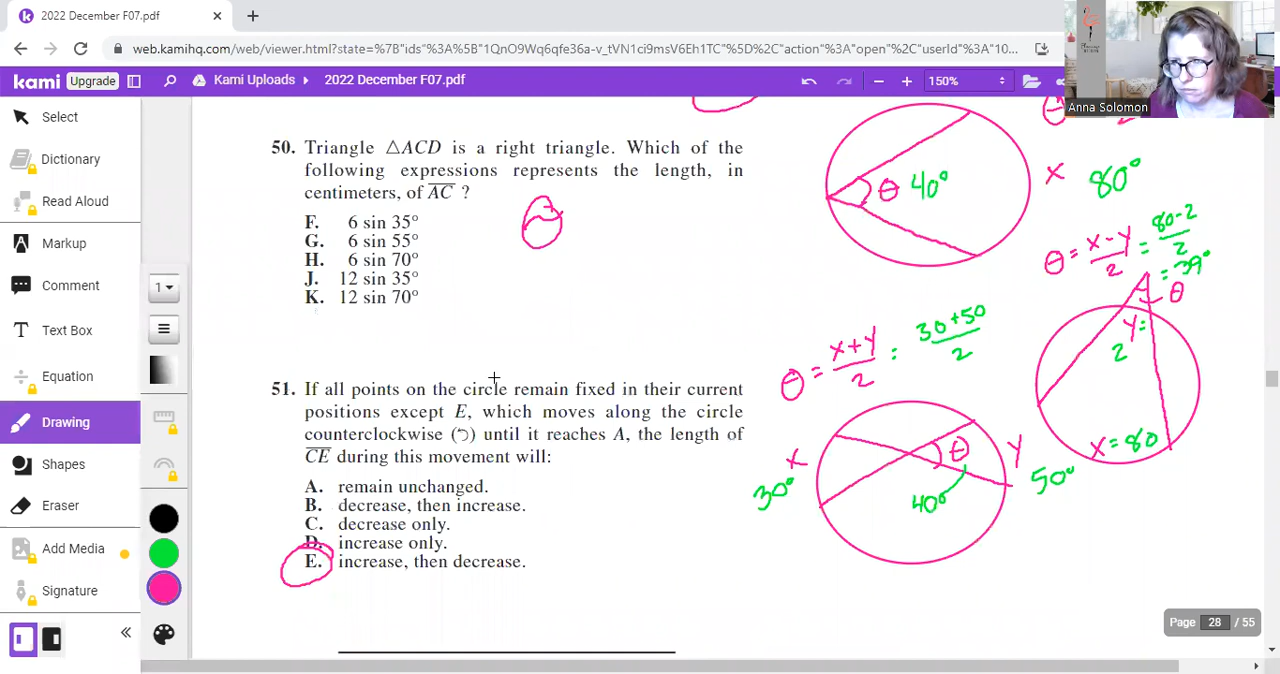 2022 December F07.pdf
web.kamihq.com/web/viewer.html?state=%7B"ids"%3A%5B"1QnO9Wq6qfe36a-v_tVN1ci9msV6Eh1TC"%5D%2C"action"%3A"open"%2C"userId"%3A"10...
kami Upgrade
Kami Uploads
2022 December F07.pdf
150%
Anna Solomon
Select
Dictionary
Read Aloud
Markup
Comment
Text Box
Equation
Drawing
Shapes
Eraser
Add Media
Signature
1
50. Triangle △ACD is a right triangle. Which of the
following expressions represents the length, in
centimeters, of AC ?
F. 6 sin 35°
G. 6 sin 55°
H. 6 sin 70°
J. 12 sin 35°
K. 12 sin 70°
51. If all points on the circle remain fixed in their current
positions except E, which moves along the circle
counterclockwise (↺) until it reaches A, the length of
CE during this movement will:
A. remain unchanged.
B. decrease, then increase.
C. decrease only.
D. increase only.
E. increase, then decrease.
θ 40°
x 80°
θ = x-y/2 = 80-2/2
= 39°
θ
y=
2
x = 80
θ = x+y/2 = 30+50/2
x
30°
θ
40°
y
50°
Page 28 / 55